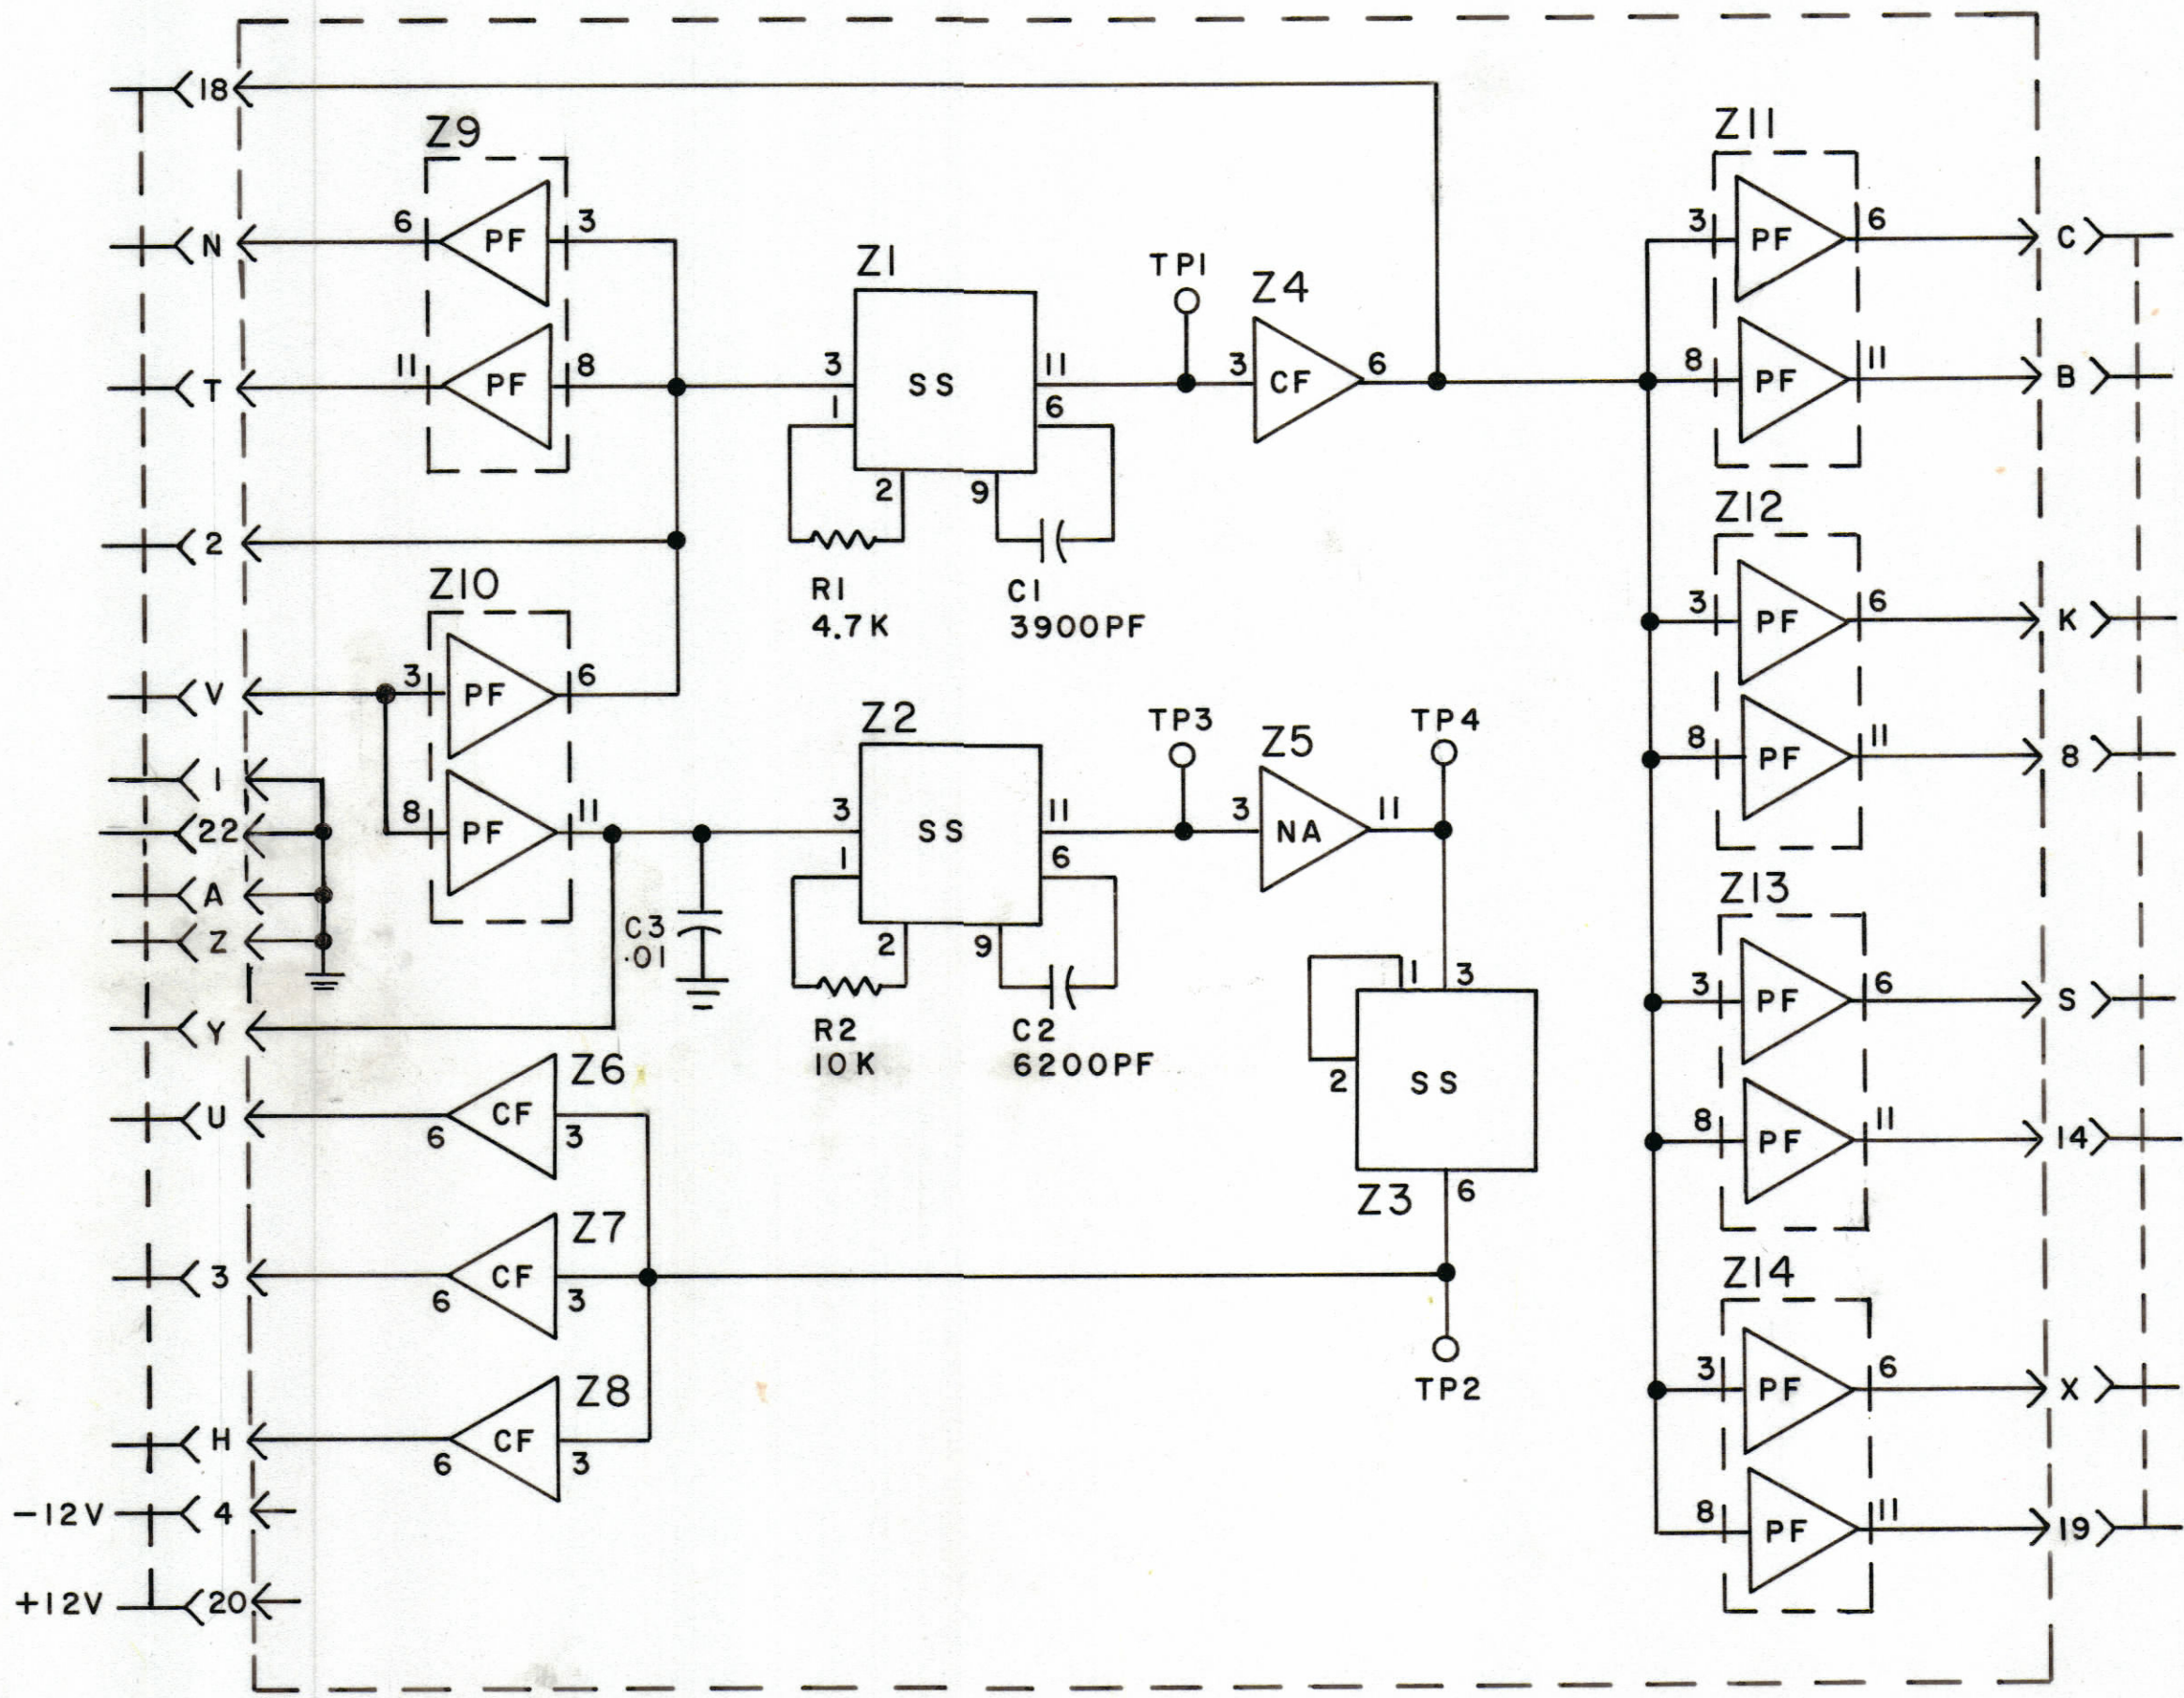 18
Z9
Z11
6 PF 3
N
3 PF 6
C
Z1
TP1
Z4
11 PF 8
T
3 SS 11
3 CF 6
8 PF 11
B
1
6
2
9
R1
4.7K
C1
3900PF
2
Z12
3 PF 6
K
Z10
3 PF 6
V
8 PF 11
8
Z2
TP3
Z5
TP4
1
22
8 PF 11
3 SS 11
3 NA 11
A
1
6
Z
C3
.01
2
9
Z13
3 PF 6
S
1
3
Y
R2
10K
C2
6200PF
Z6
U
6 CF 3
2 SS
8 PF 11
14
Z3
6
Z7
3
6 CF 3
Z14
TP2
3 PF 6
X
Z8
H
6 CF 3
-12V 4
8 PF 11
19
+12V 20